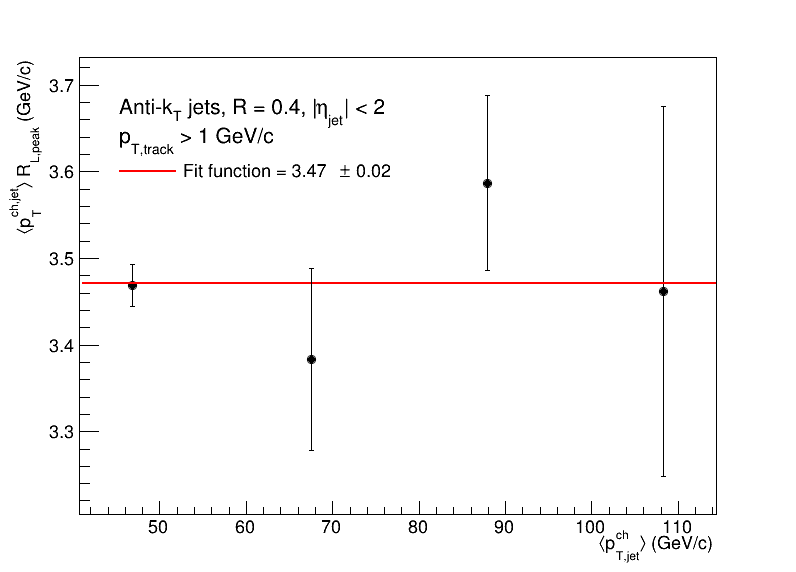 ⟨p_T^ch,jet⟩ R_L,peak (GeV/c)
3.7
3.6
3.5
3.4
3.3
Anti-k_T jets, R = 0.4, |η_jet| < 2
p_T,track > 1 GeV/c
Fit function = 3.47 ± 0.02
50 60 70 80 90 100 110
⟨p_T,jet^ch⟩ (GeV/c)